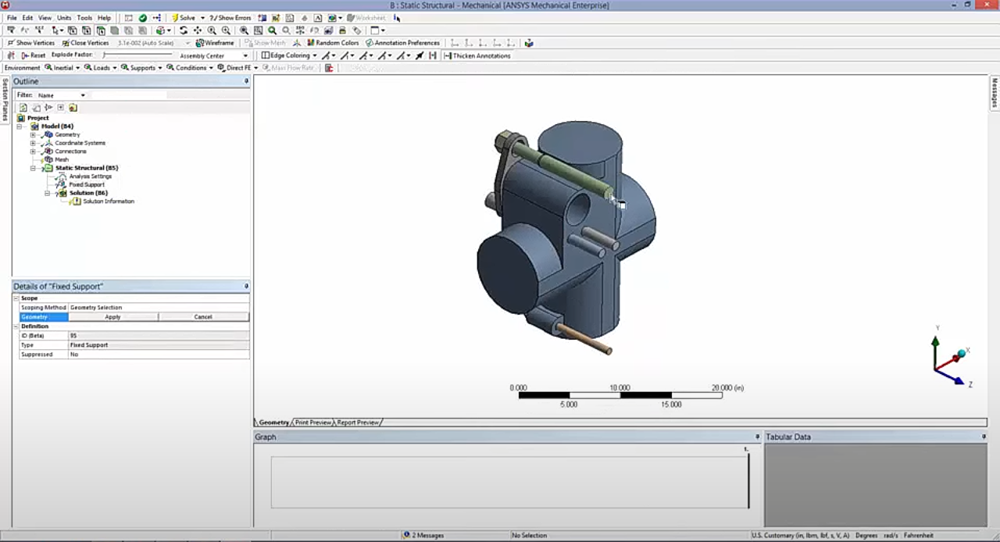 B : Static Structural - Mechanical [ANSYS Mechanical Enterprise]
File Edit View Units Tools Help Solve ?/ Show Errors Worksheet
Show Vertices Close Vertices 3.1e-002 (Auto Scale) Wireframe Show Mesh Random Colors Annotation Preferences
Reset Explode Factor: Assembly Center Edge Coloring Thicken Annotations
Environment Inertial Loads Supports Conditions Direct FE Mass Flow Rate
Section Planes
Outline
Messages
Filter: Name
Project
Model (B4)
Geometry
Coordinate Systems
Connections
Mesh
Static Structural (B5)
Analysis Settings
Fixed Support
Solution (B6)
Solution Information
Details of "Fixed Support"
Scope
Scoping Method Geometry Selection
Geometry Apply Cancel
Definition
ID (Beta) 95
Type Fixed Support
Suppressed No
Y
X
Z
0.000 10.000 20.000 (in)
5.000 15.000
Geometry Print Preview Report Preview
Graph
Tabular Data
1.
2 Messages No Selection U.S. Customary (in, lbm, lbf, s, V, A) Degrees rad/s Fahrenheit